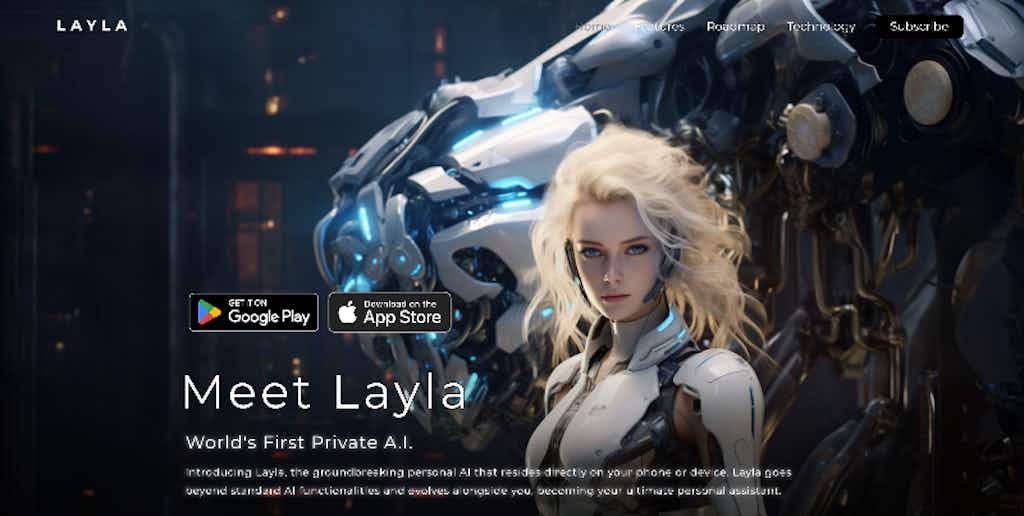 LAYLA
Home Features Roadmap Technology Subscribe
GET IT ON
Google Play
Download on the
App Store
Meet Layla
World's First Private A.I.
Introducing Layla, the groundbreaking personal AI that resides directly on your phone or device. Layla goes
beyond standard AI functionalities and evolves alongside you, becoming your ultimate personal assistant.